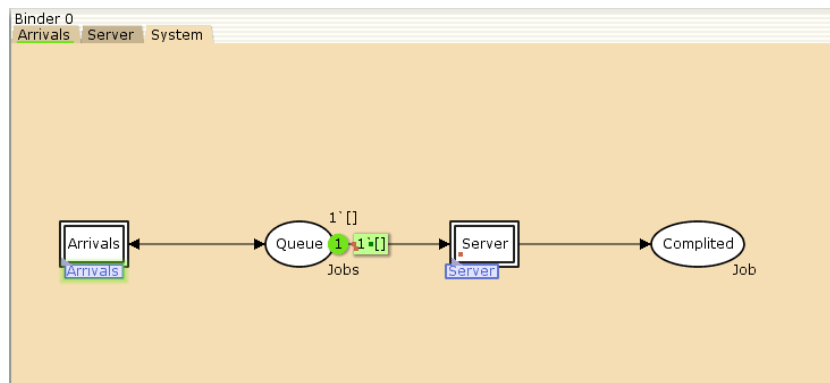 Binder 0
Arrivals Server System
1`[]
Arrivals Queue 1 1`[] Server Complited
Arrivals Jobs Server Job